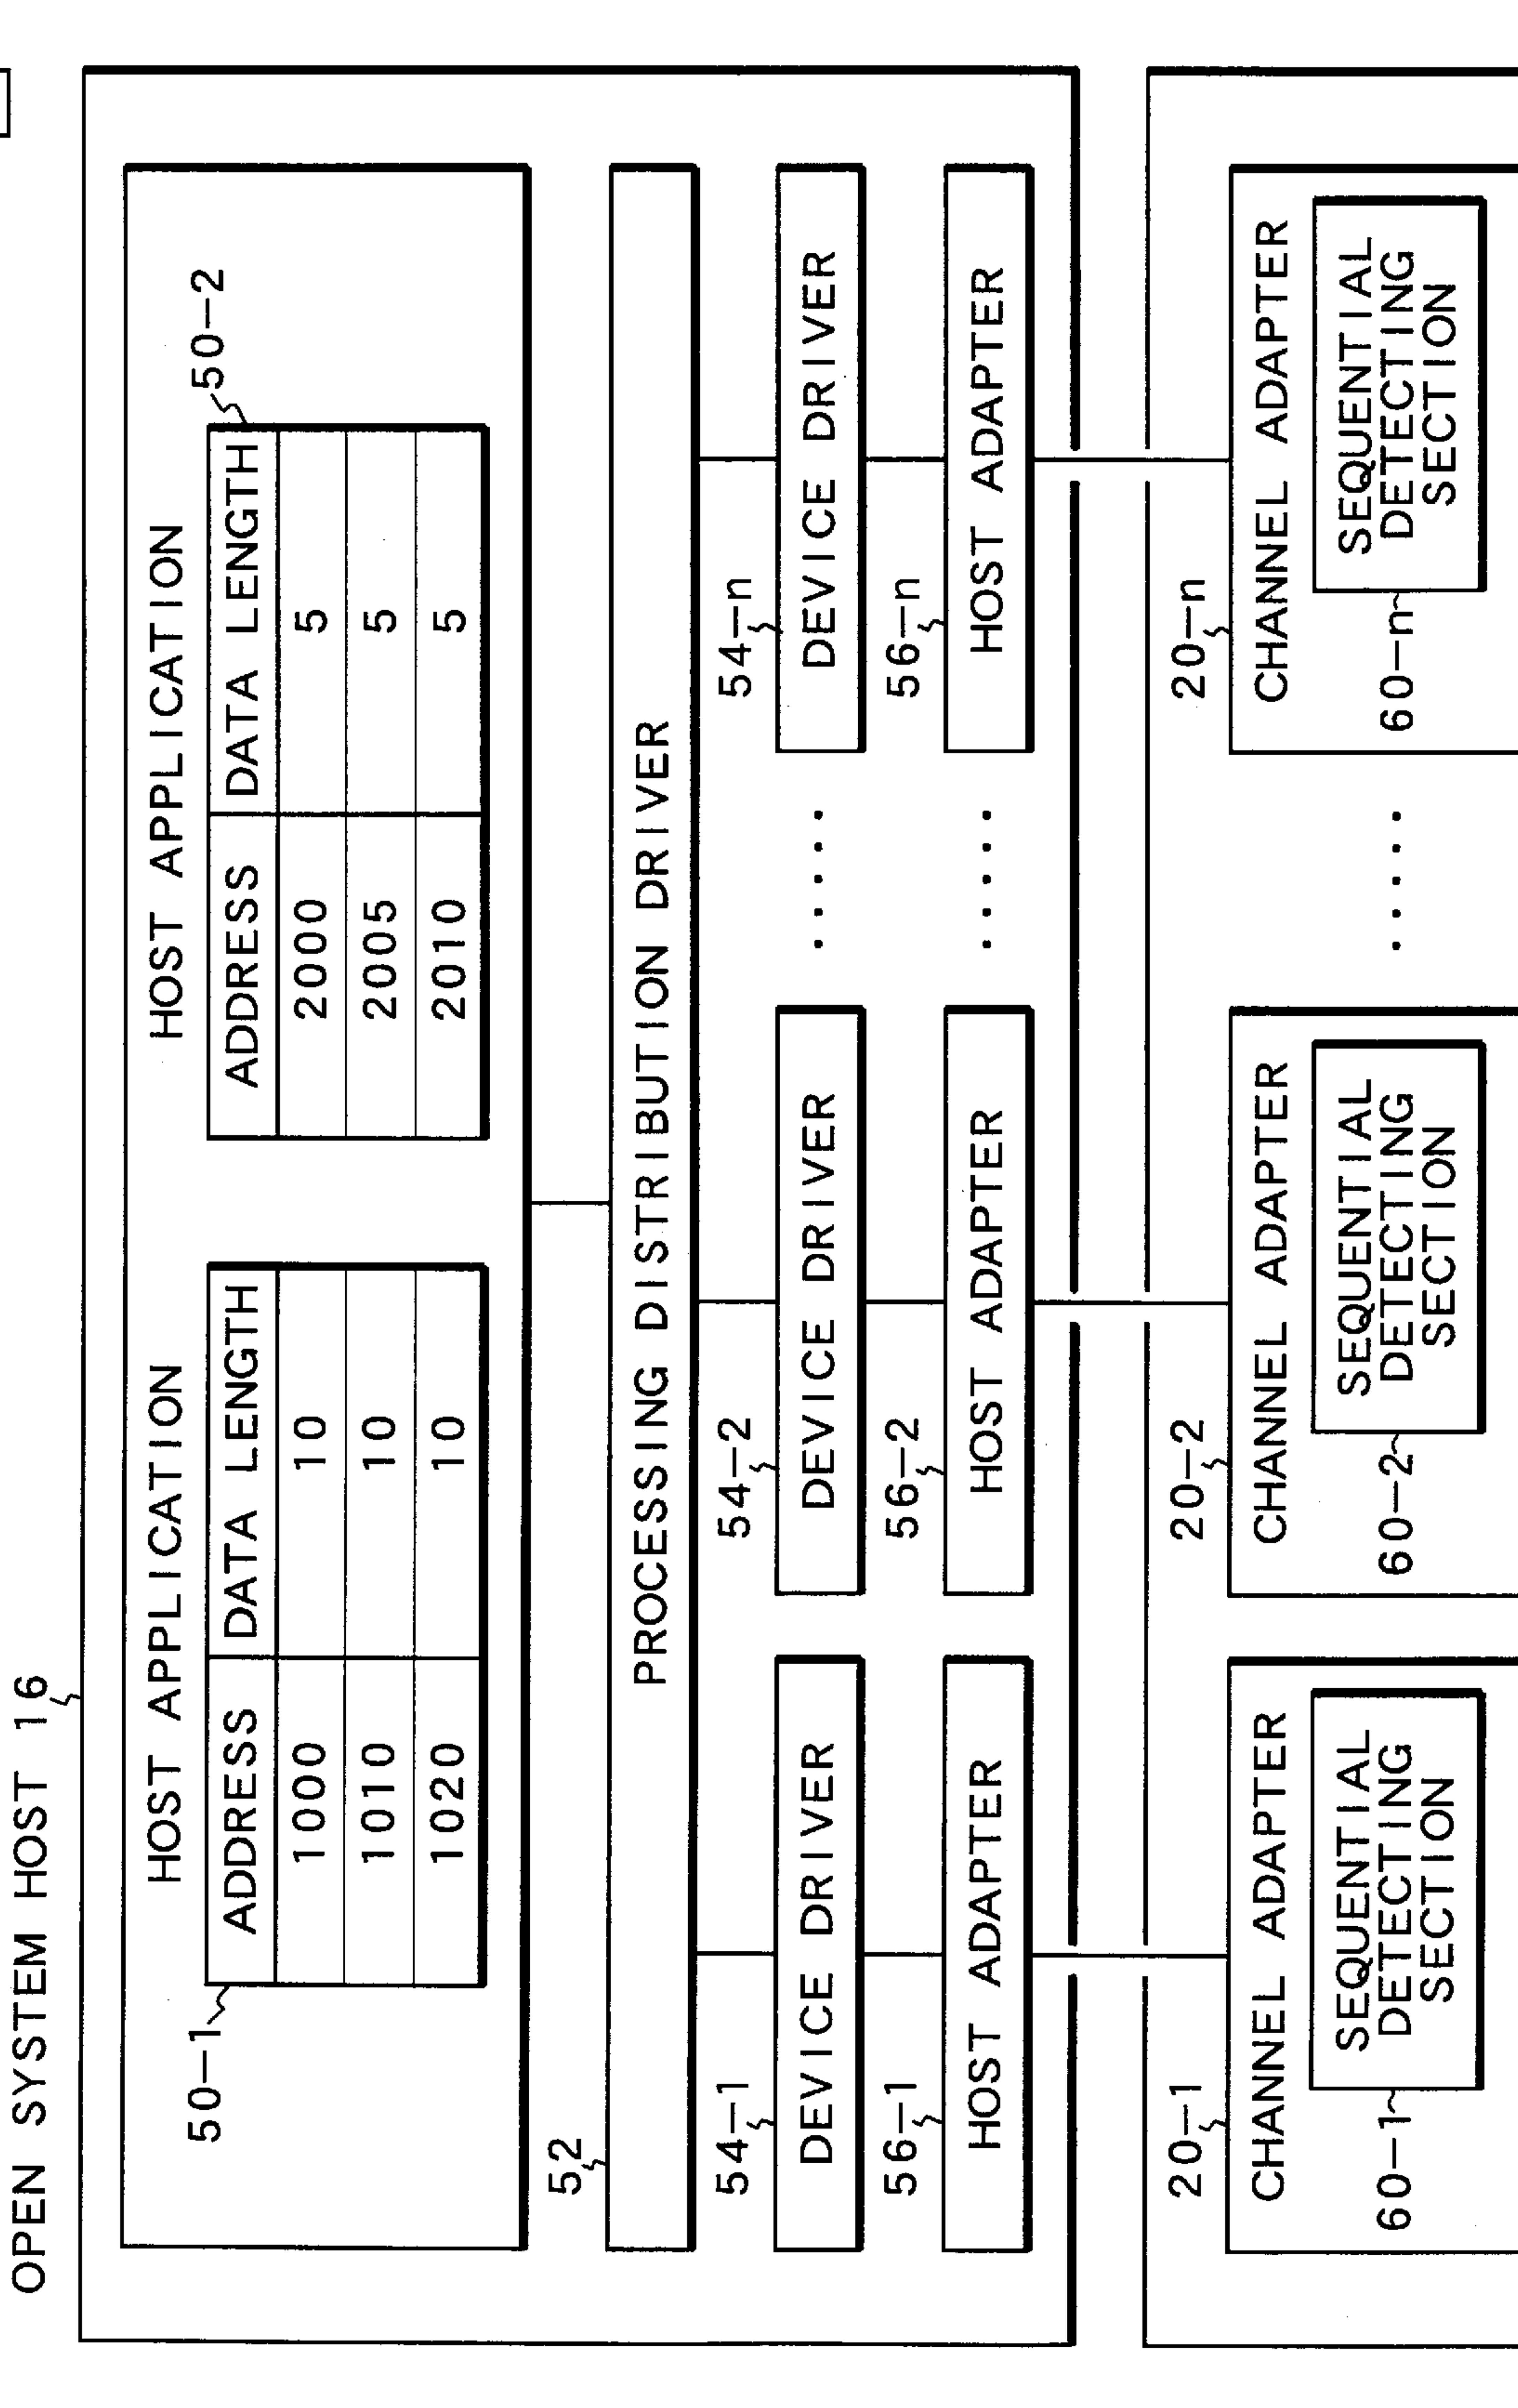 OPEN SYSTEM HOST 16
HOST APPLICATION
HOST APPLICATION
50-1
ADDRESS DATA LENGTH
1000 10
1010 10
1020 10
50-2
ADDRESS DATA LENGTH
2000 5
2005 5
2010 5
52
PROCESSING DISTRIBUTION DRIVER
54-1
54-2
54-n
DEVICE DRIVER
DEVICE DRIVER
.....
DEVICE DRIVER
56-1
56-2
56-n
HOST ADAPTER
HOST ADAPTER
.....
HOST ADAPTER
20-1
20-2
20-n
CHANNEL ADAPTER
CHANNEL ADAPTER
CHANNEL ADAPTER
60-1
SEQUENTIAL
DETECTING
SECTION
60-2
SEQUENTIAL
DETECTING
SECTION
.....
60-n
SEQUENTIAL
DETECTING
SECTION